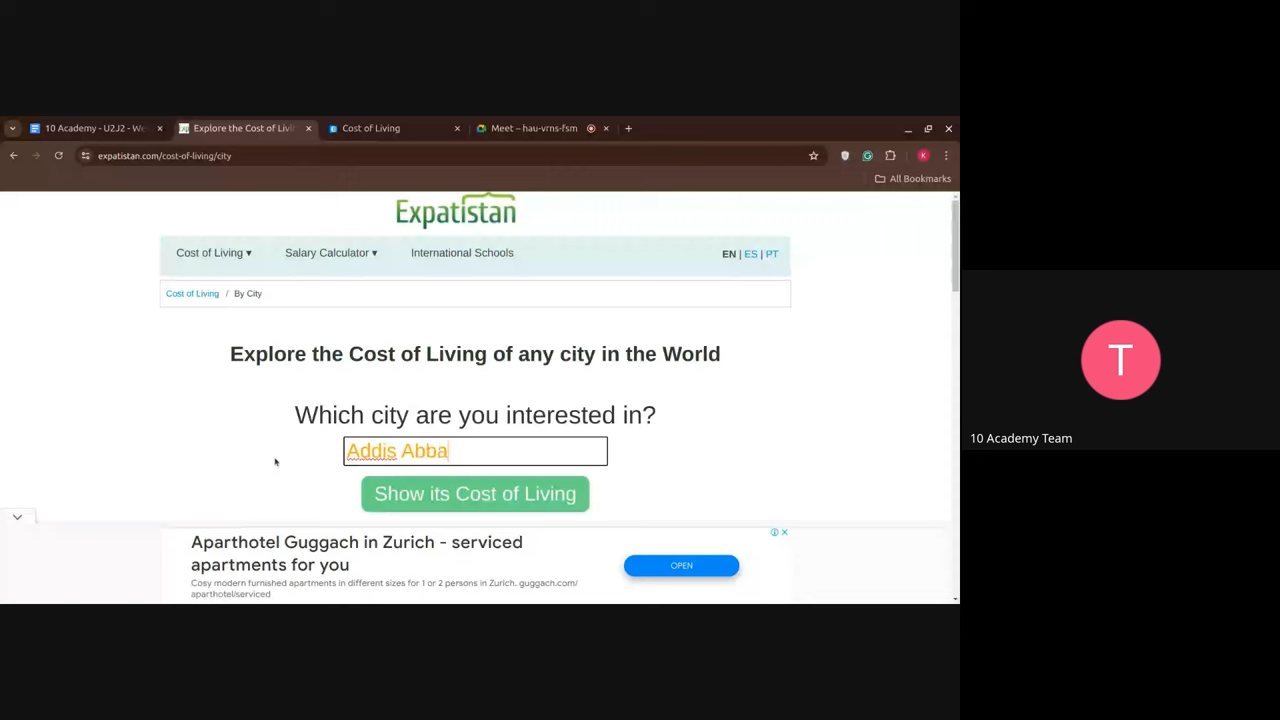 10 Academy - U2J2 - We
Explore the Cost of Livi
Cost of Living
Meet – hau-vrns-fsm
expatistan.com/cost-of-living/city
K
All Bookmarks
Expatistan
Cost of Living ▾
Salary Calculator ▾
International Schools
EN | ES | PT
Cost of Living / By City
Explore the Cost of Living of any city in the World
Which city are you interested in?
Addis Abba
Show its Cost of Living
Aparthotel Guggach in Zurich - serviced
apartments for you
Cosy modern furnished apartments in different sizes for 1 or 2 persons in Zurich. guggach.com/
aparthotel/serviced
OPEN
T
10 Academy Team